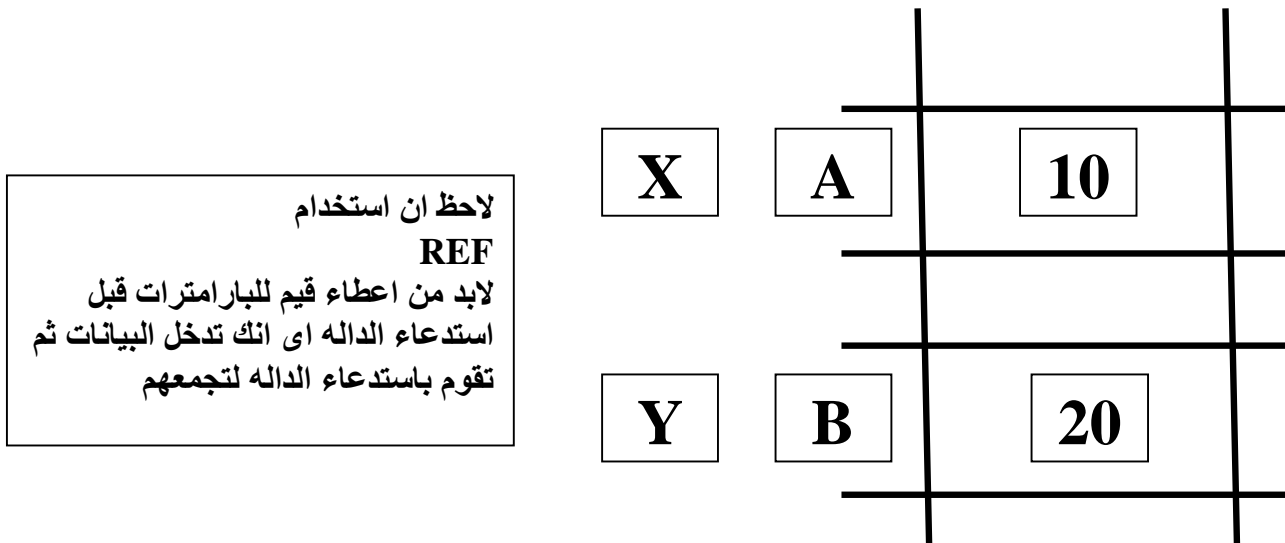 لاحظ ان استخدام
REF
لابد من اعطاء قيم للبارامترات قبل
استدعاء الداله اى انك تدخل البيانات ثم
تقوم باستدعاء الداله لتجمعهم
X A 10
Y B 20